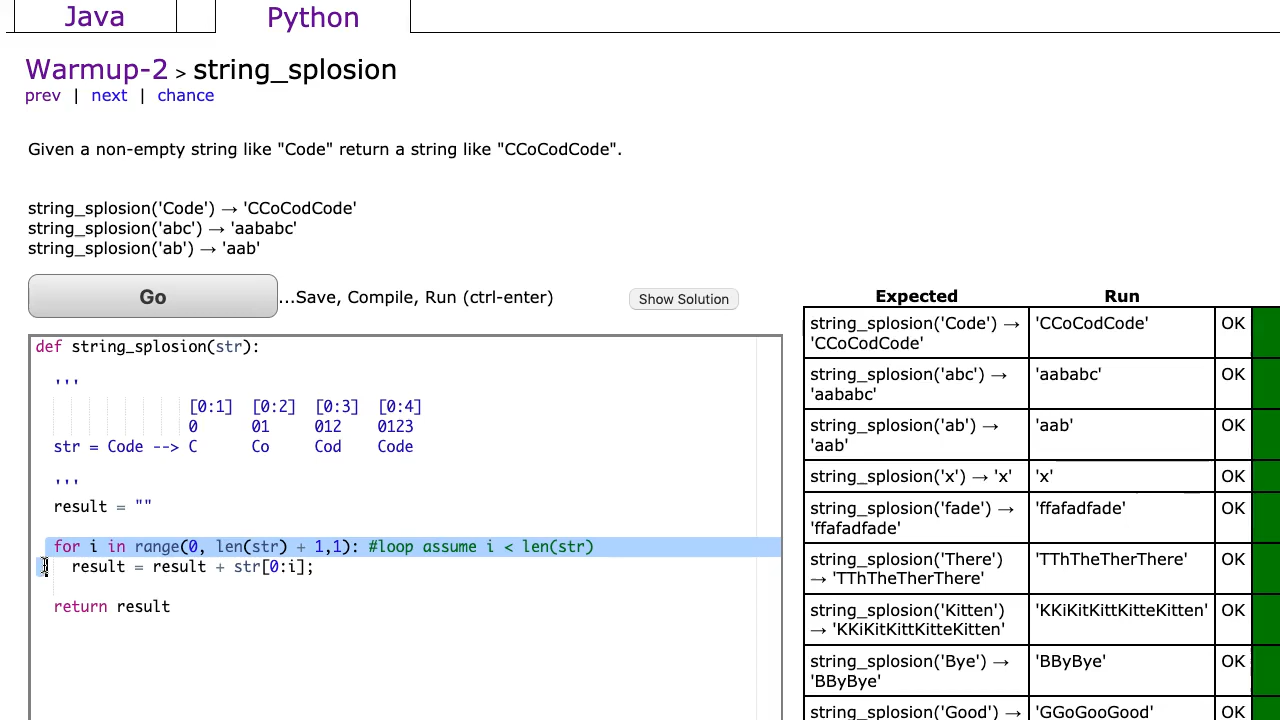 Java Python
Warmup-2 > string_splosion
prev | next | chance
Given a non-empty string like "Code" return a string like "CCoCodCode".
string_splosion('Code') → 'CCoCodCode'
string_splosion('abc') → 'aababc'
string_splosion('ab') → 'aab'
Go ...Save, Compile, Run (ctrl-enter) Show Solution
def string_splosion(str):
'''
[0:1] [0:2] [0:3] [0:4]
0 01 012 0123
str = Code --> C Co Cod Code
'''
result = ""
for i in range(0, len(str) + 1,1): #loop assume i < len(str)
result = result + str[0:i];
return result
Expected Run
string_splosion('Code') → 'CCoCodCode' OK
'CCoCodCode'
string_splosion('abc') → 'aababc' OK
'aababc'
string_splosion('ab') → 'aab' OK
'aab'
string_splosion('x') → 'x' 'x' OK
string_splosion('fade') → 'ffafadfade' OK
'ffafadfade'
string_splosion('There') 'TThTheTherThere' OK
→ 'TThTheTherThere'
string_splosion('Kitten') 'KKiKitKittKitteKitten' OK
→ 'KKiKitKittKitteKitten'
string_splosion('Bye') → 'BByBye' OK
'BByBye'
string_splosion('Good') → 'GGoGooGood' OK